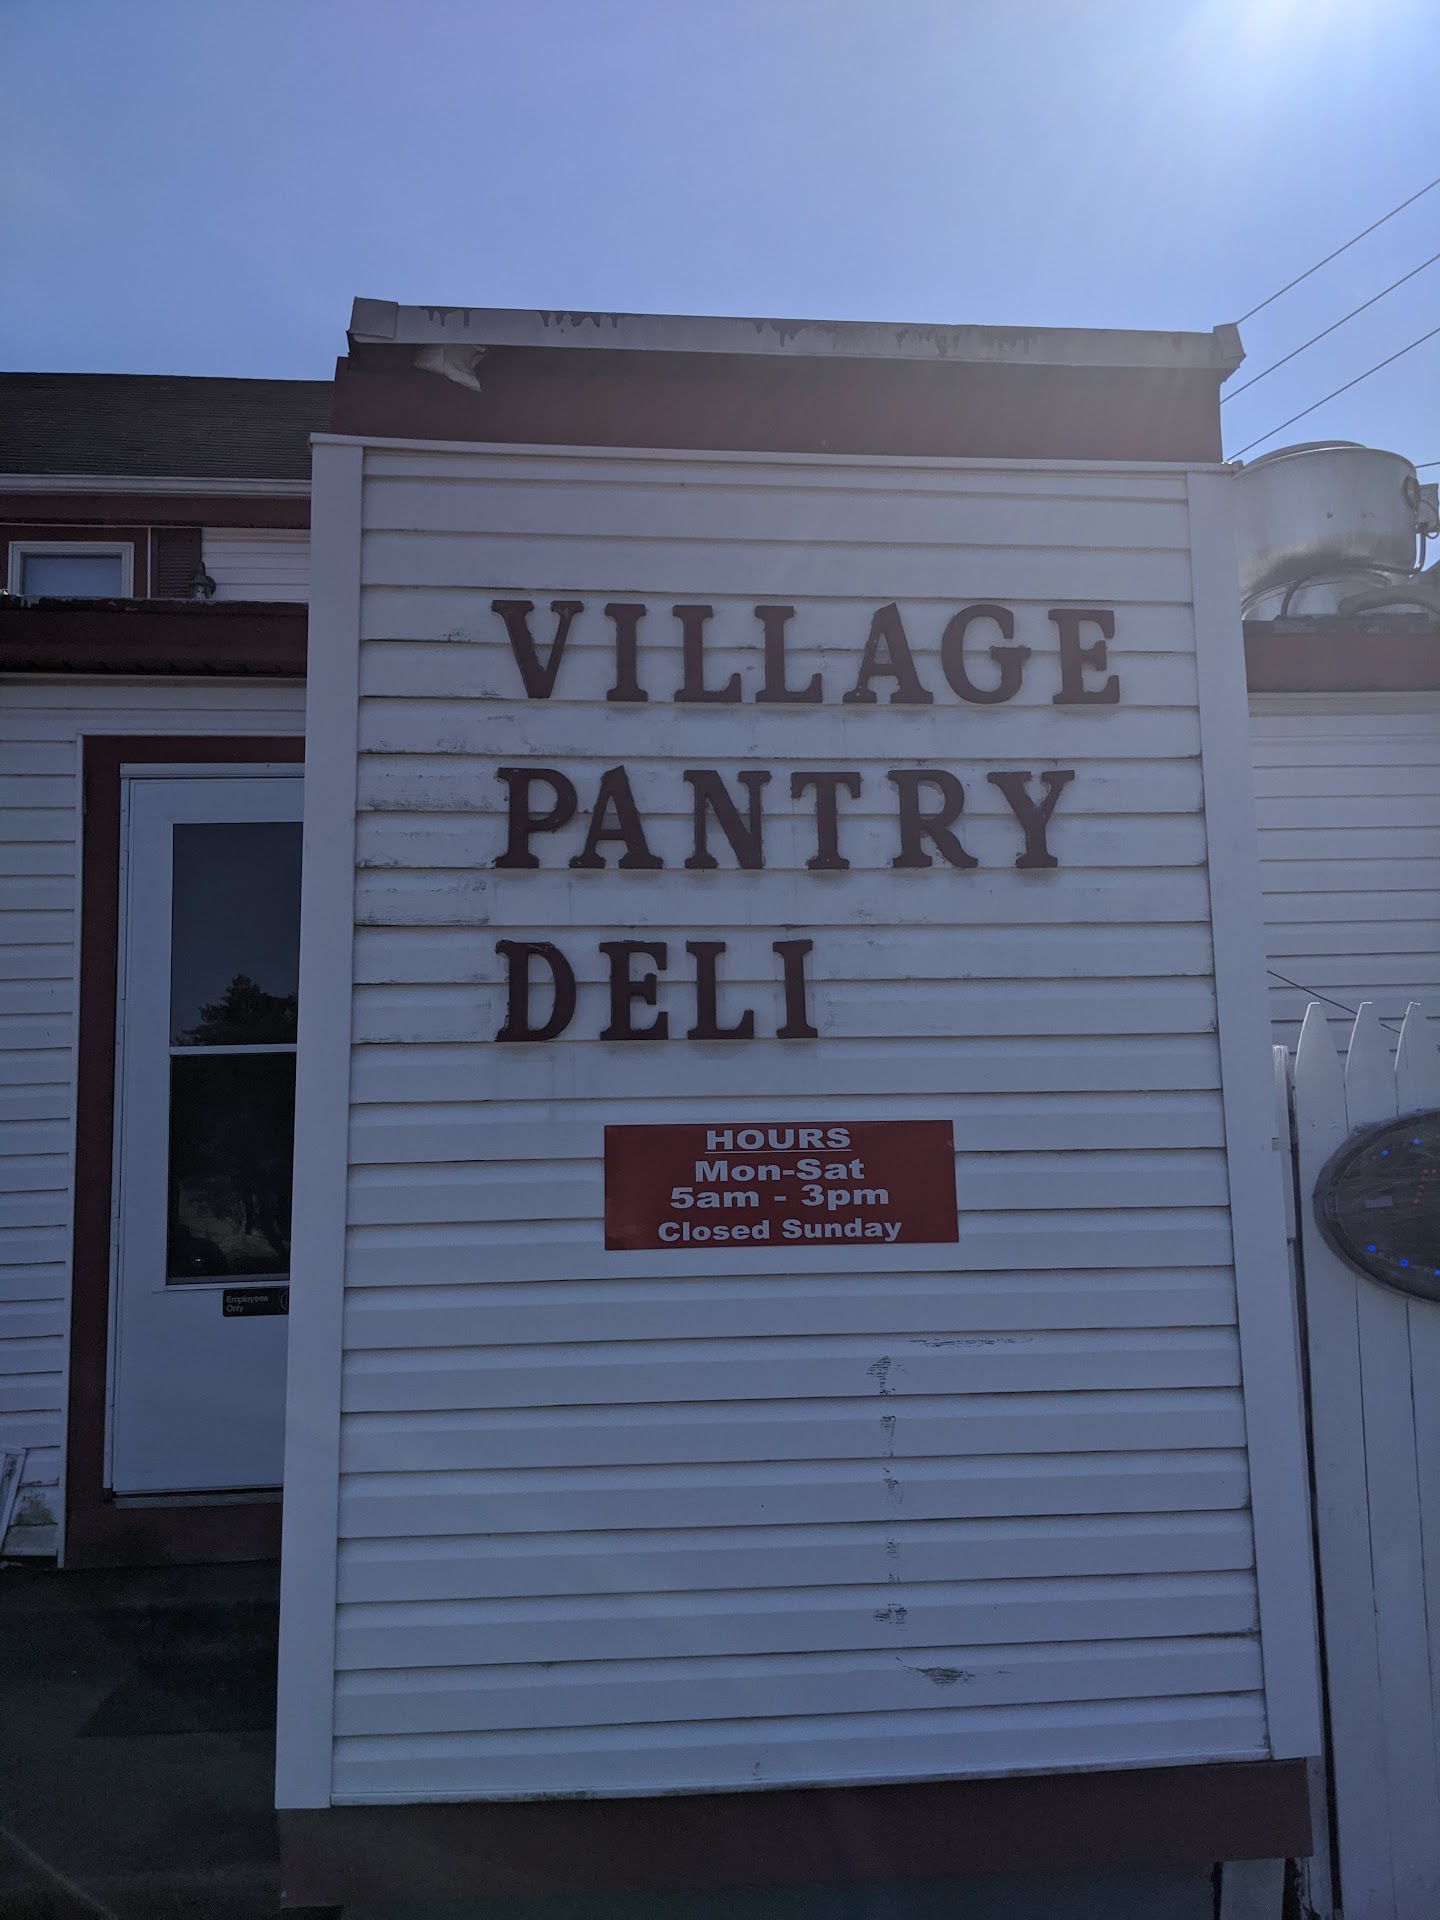 VILLAGE
PANTRY
DELI
HOURS
Mon-Sat
5am - 3pm
Closed Sunday
Employees
Only